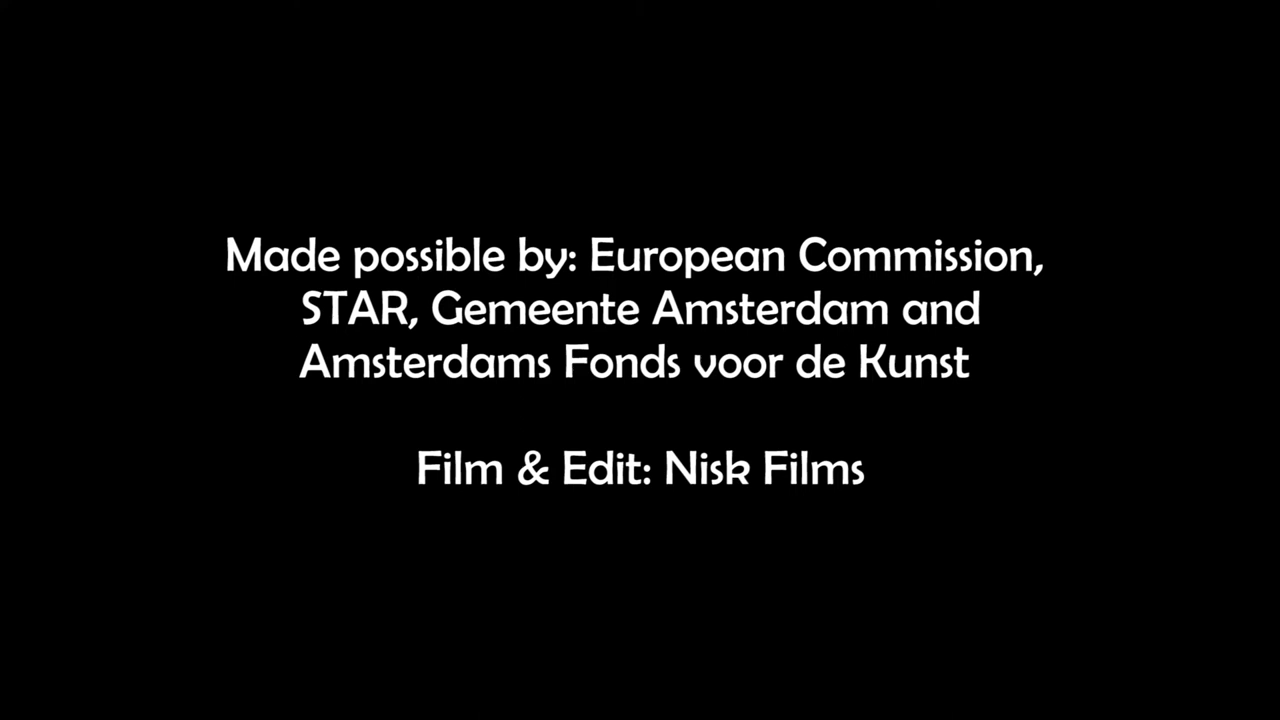 Made possible by: European Commission,
STAR, Gemeente Amsterdam and
Amsterdams Fonds voor de Kunst
Film & Edit: Nisk Films